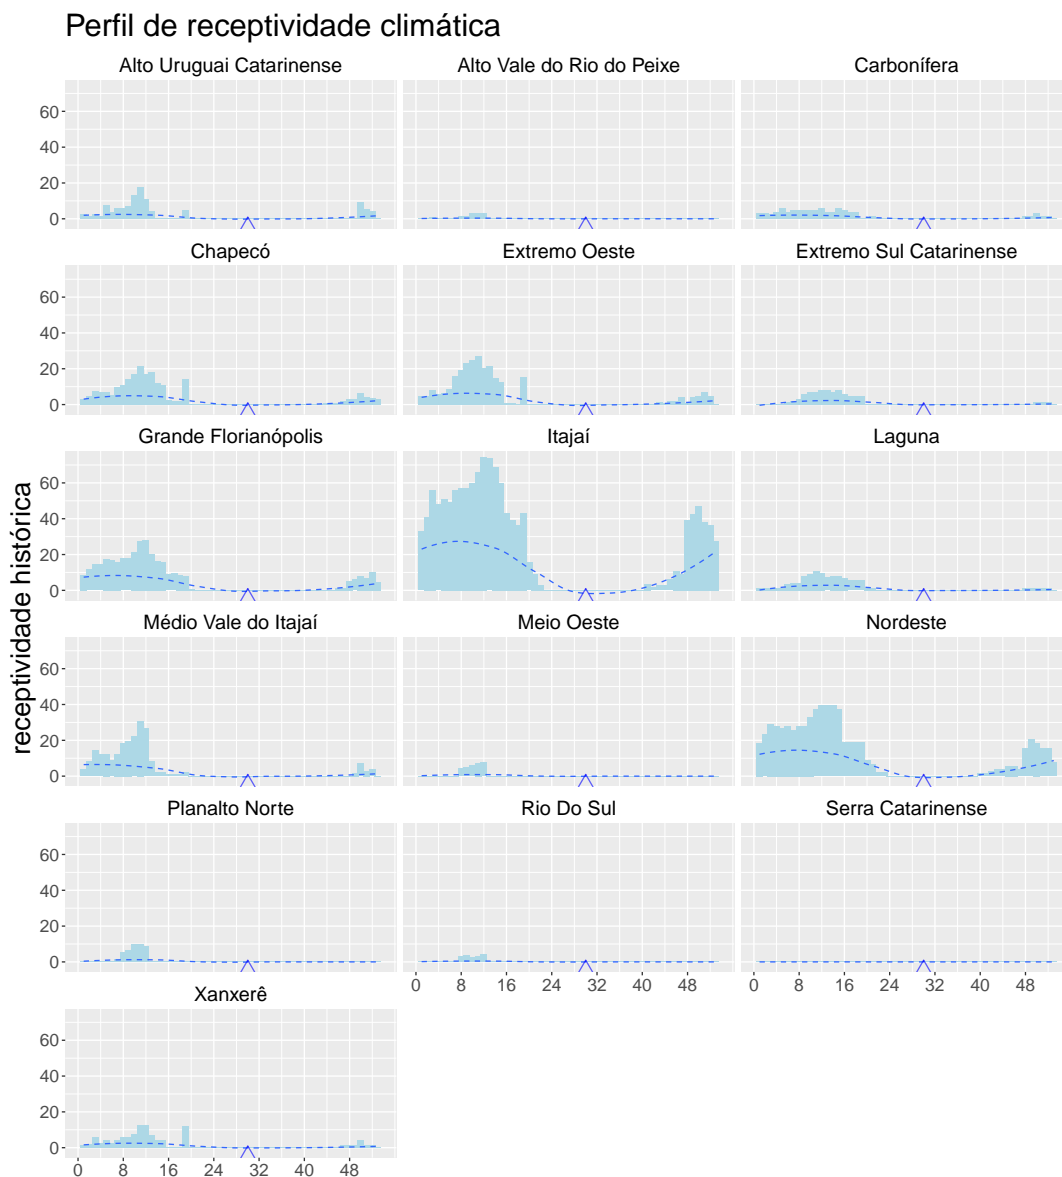 Perfil de receptividade climática
Alto Uruguai Catarinense Alto Vale do Rio do Peixe Carbonífera
60
40
20
0
Chapecó Extremo Oeste Extremo Sul Catarinense
60
40
20
0
Grande Florianópolis Itajaí Laguna
60
40
20
0
receptividade histórica
Médio Vale do Itajaí Meio Oeste Nordeste
60
40
20
0
Planalto Norte Rio Do Sul Serra Catarinense
60
40
20
0
0 8 16 24 32 40 48 0 8 16 24 32 40 48
Xanxerê
60
40
20
0
0 8 16 24 32 40 48